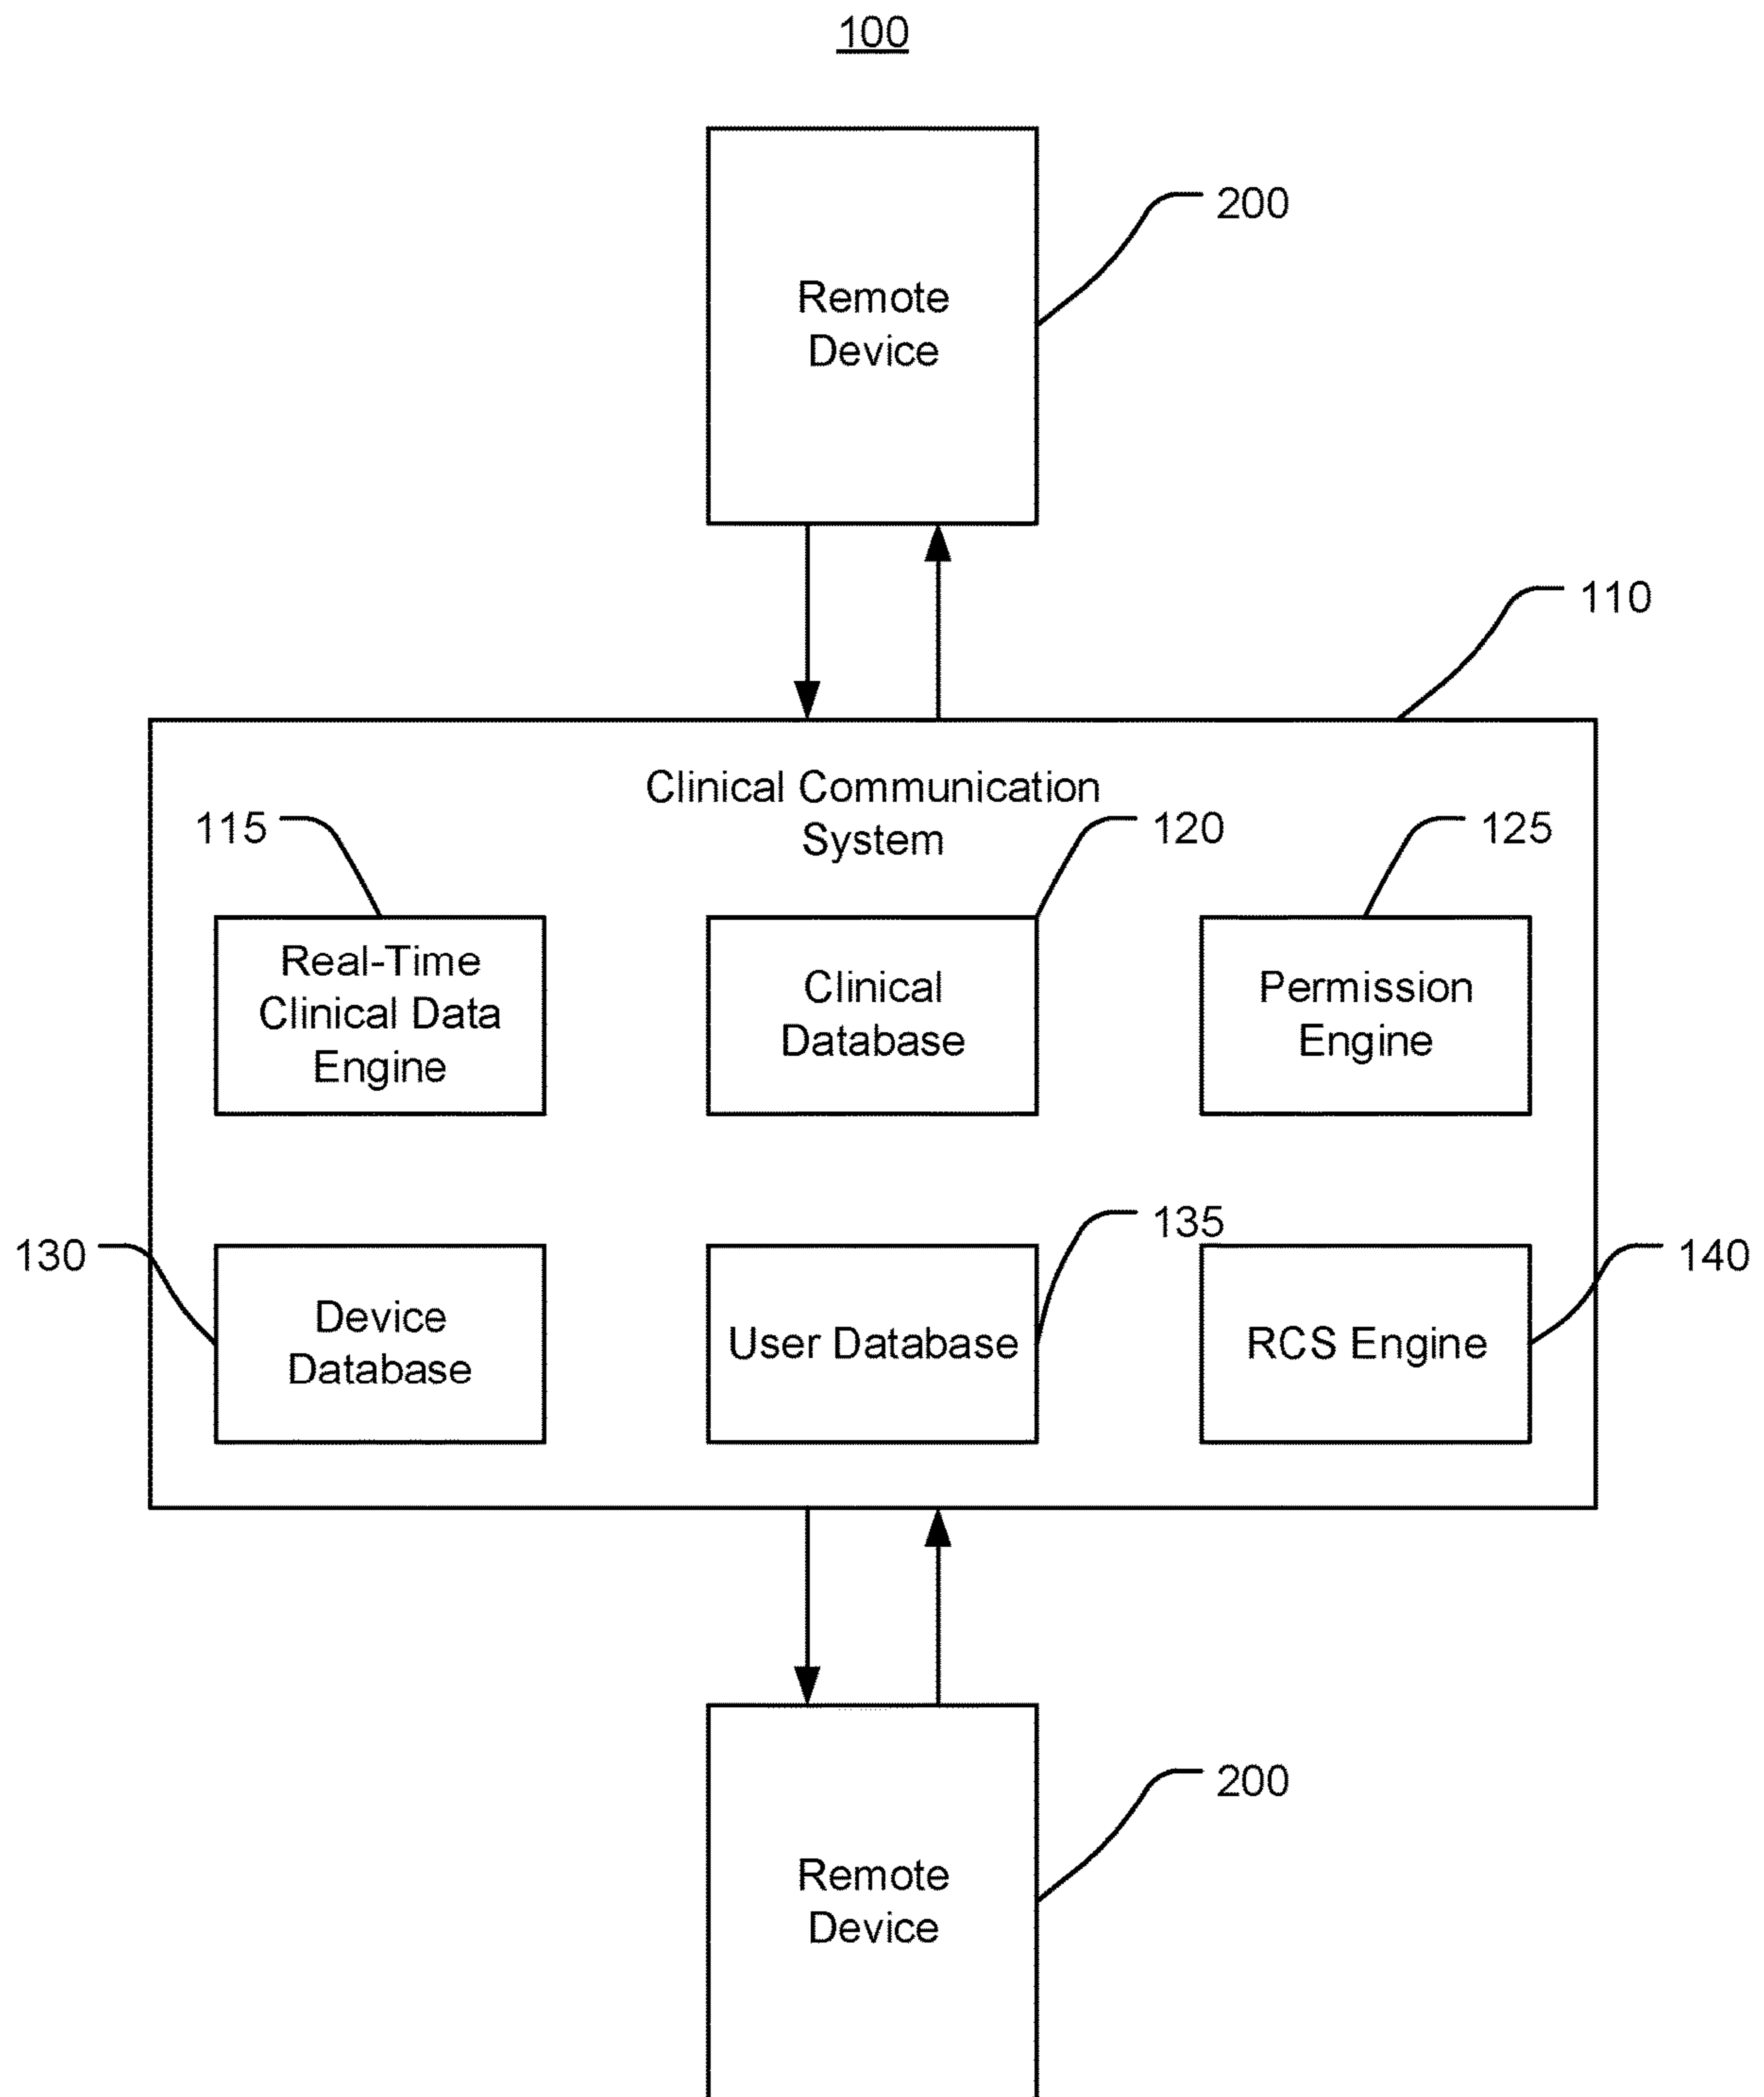 100
Remote
Device
200
110
Clinical Communication
System
115
120
125
Real-Time
Clinical Data
Engine
Clinical
Database
Permission
Engine
130
135
140
Device
Database
User Database
RCS Engine
Remote
Device
200